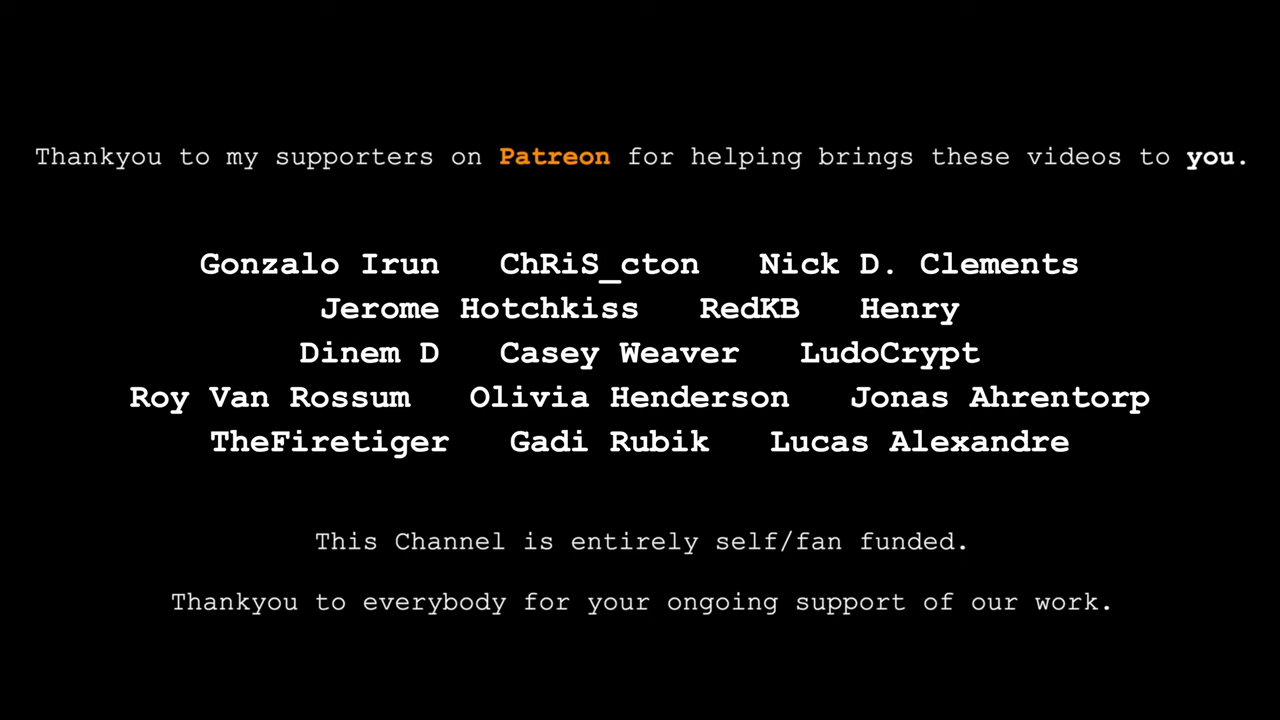 Thankyou to my supporters on Patreon for helping brings these videos to you.
Gonzalo Irun ChRiS_cton Nick D. Clements
Jerome Hotchkiss RedKB Henry
Dinem D Casey Weaver LudoCrypt
Roy Van Rossum Olivia Henderson Jonas Ahrentorp
TheFiretiger Gadi Rubik Lucas Alexandre
This Channel is entirely self/fan funded.
Thankyou to everybody for your ongoing support of our work.